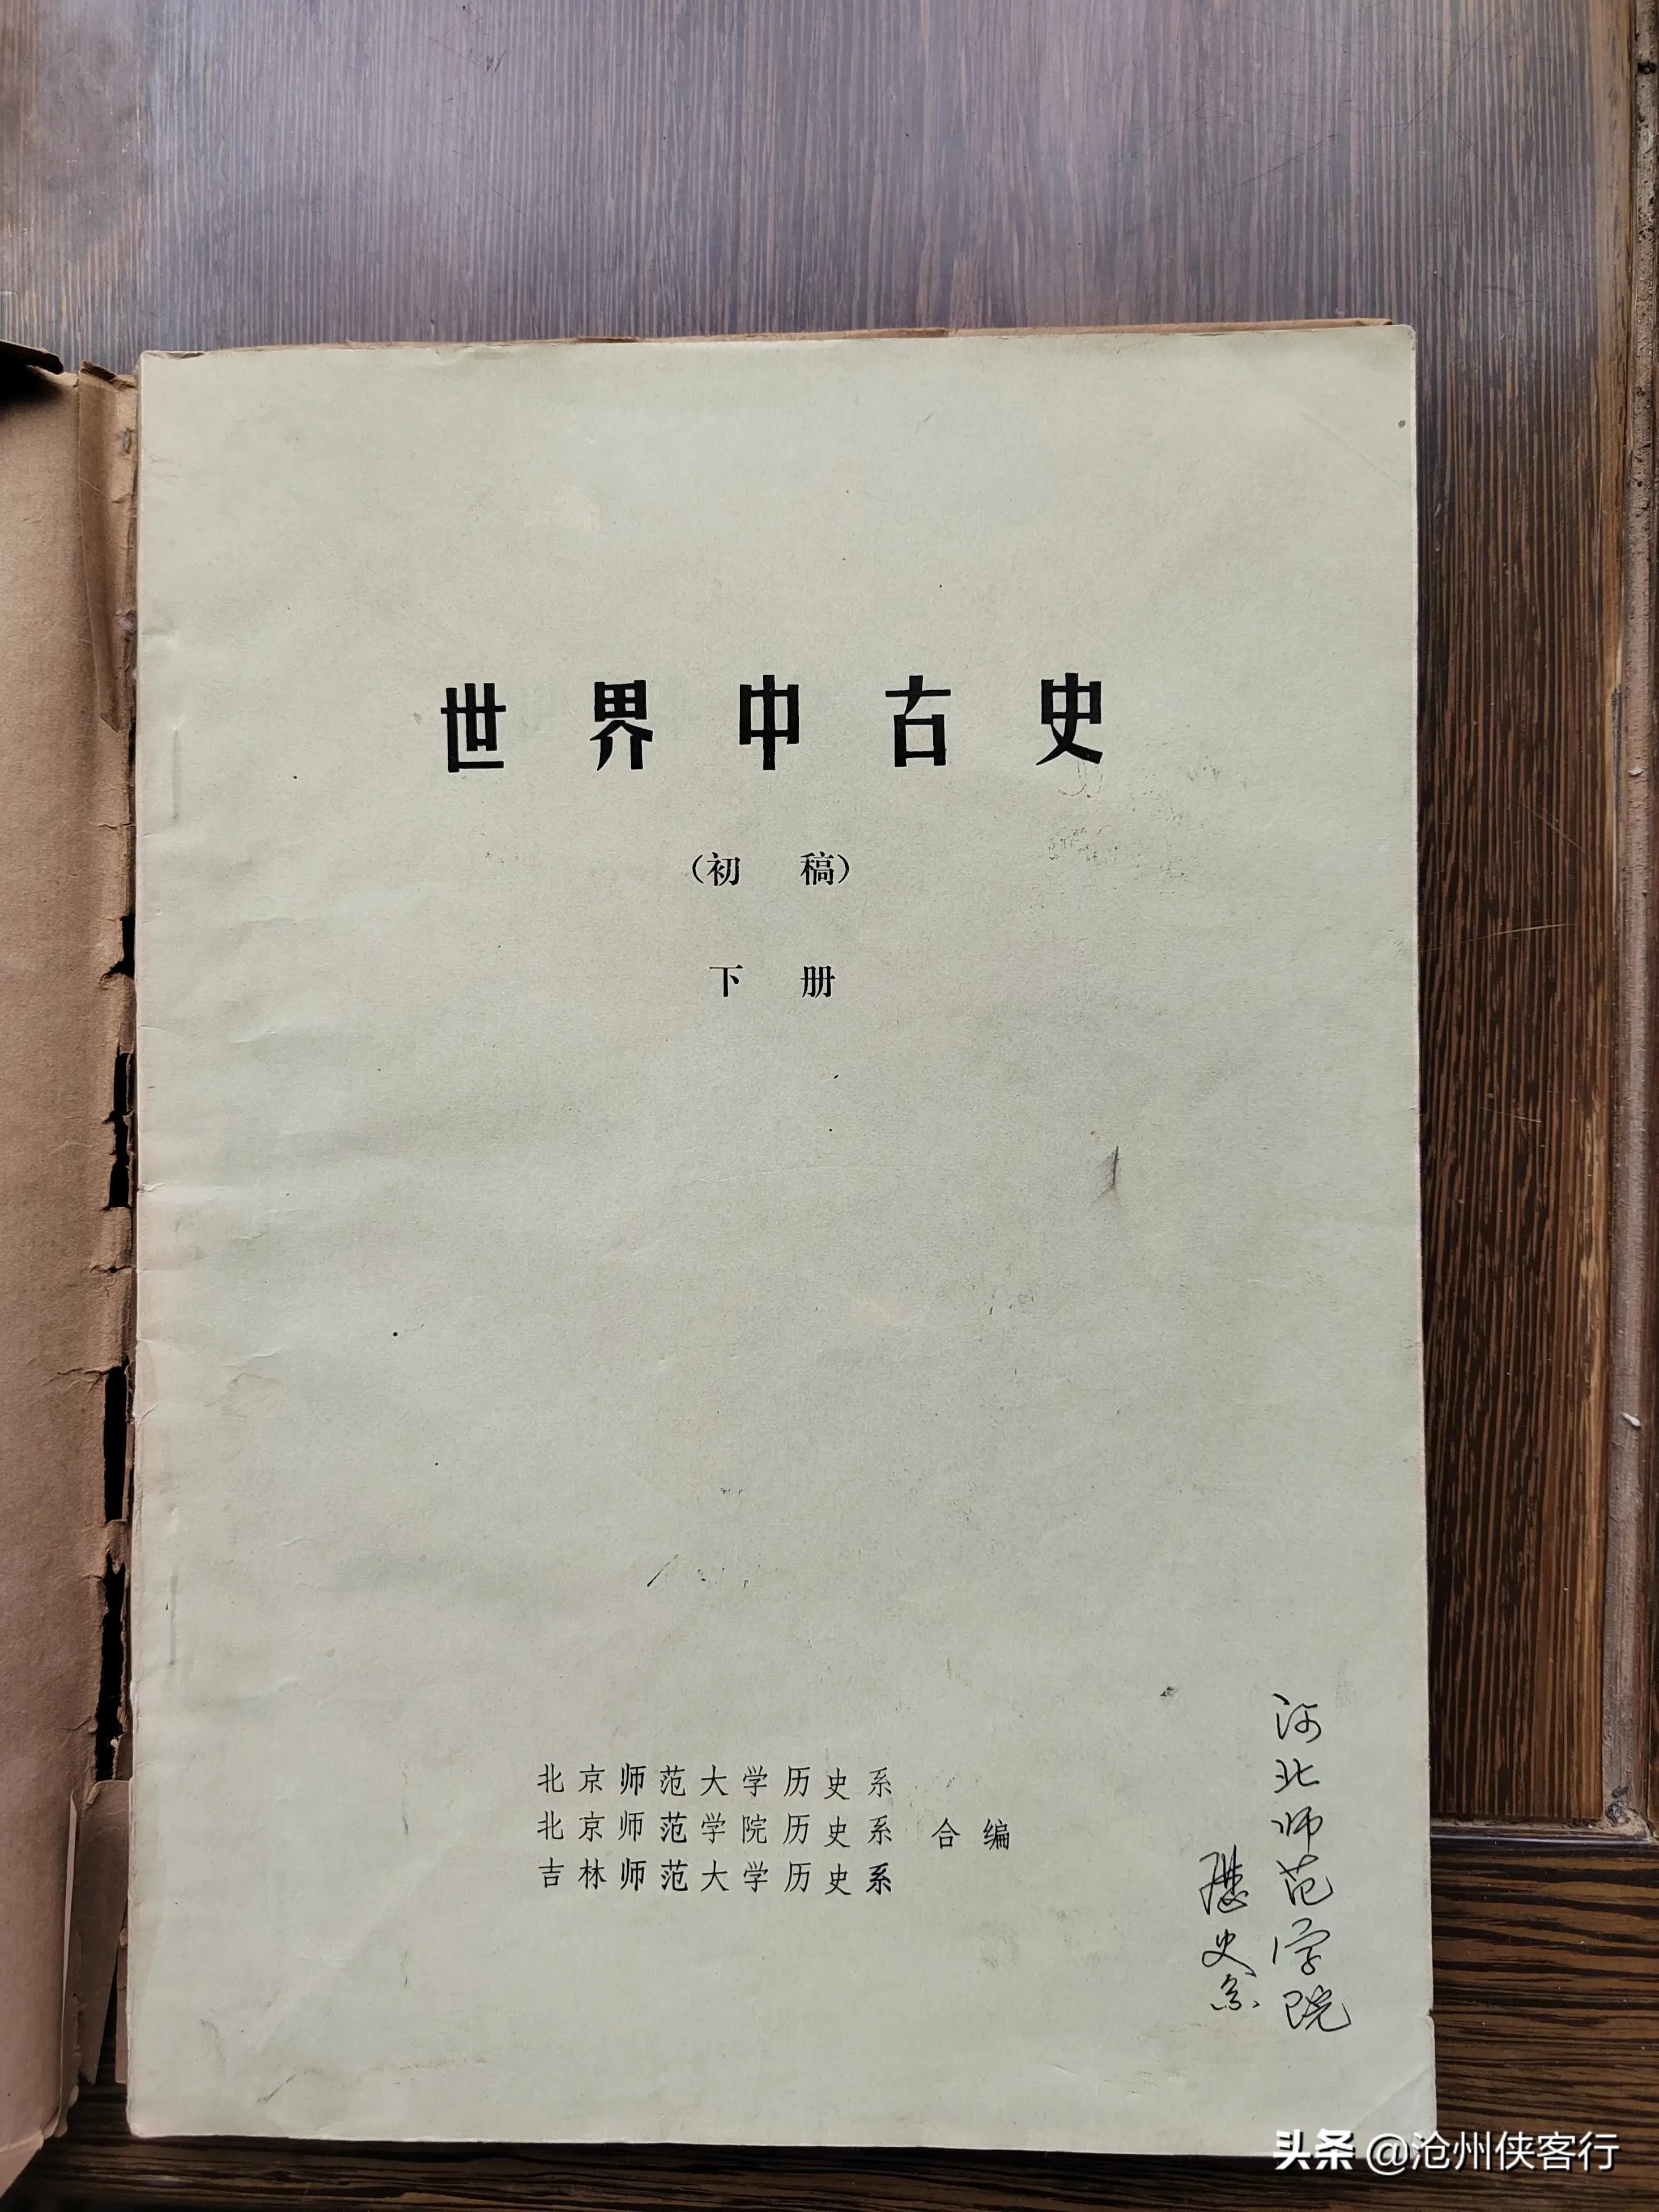 世界中古史
（初稿）
下册
北京师范大学历史系
北京师范学院历史系 合编
吉林师范大学历史系
河北师范学院
歷史系
头条 @沧州侠客行